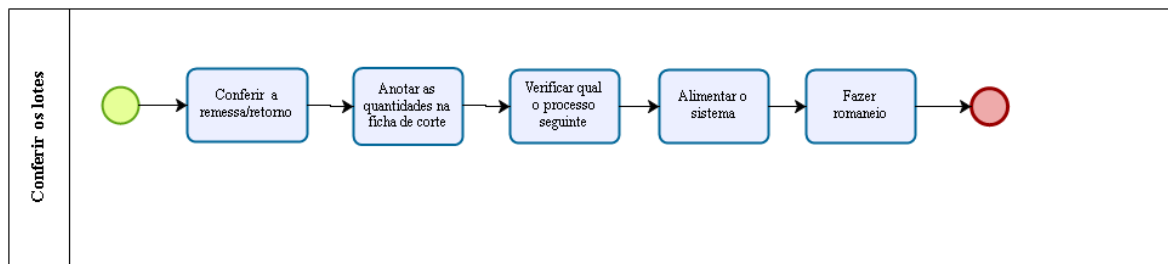 Conferir os lotes
Conferir a
remessa/retorno
Anotar as
quantidades na
ficha de corte
Verificar qual
o processo
seguinte
Alimentar o
sistema
Fazer
romaneio